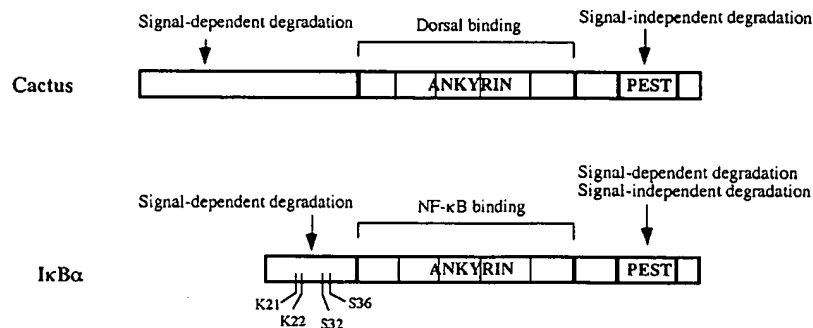 Signal-dependent degradation
Dorsal binding
Signal-independent degradation
Cactus
ANKYRIN
PEST
Signal-dependent degradation
NF-κB binding
Signal-dependent degradation
Signal-independent degradation
IκBα
ANKYRIN
PEST
K21
K22
S32
S36